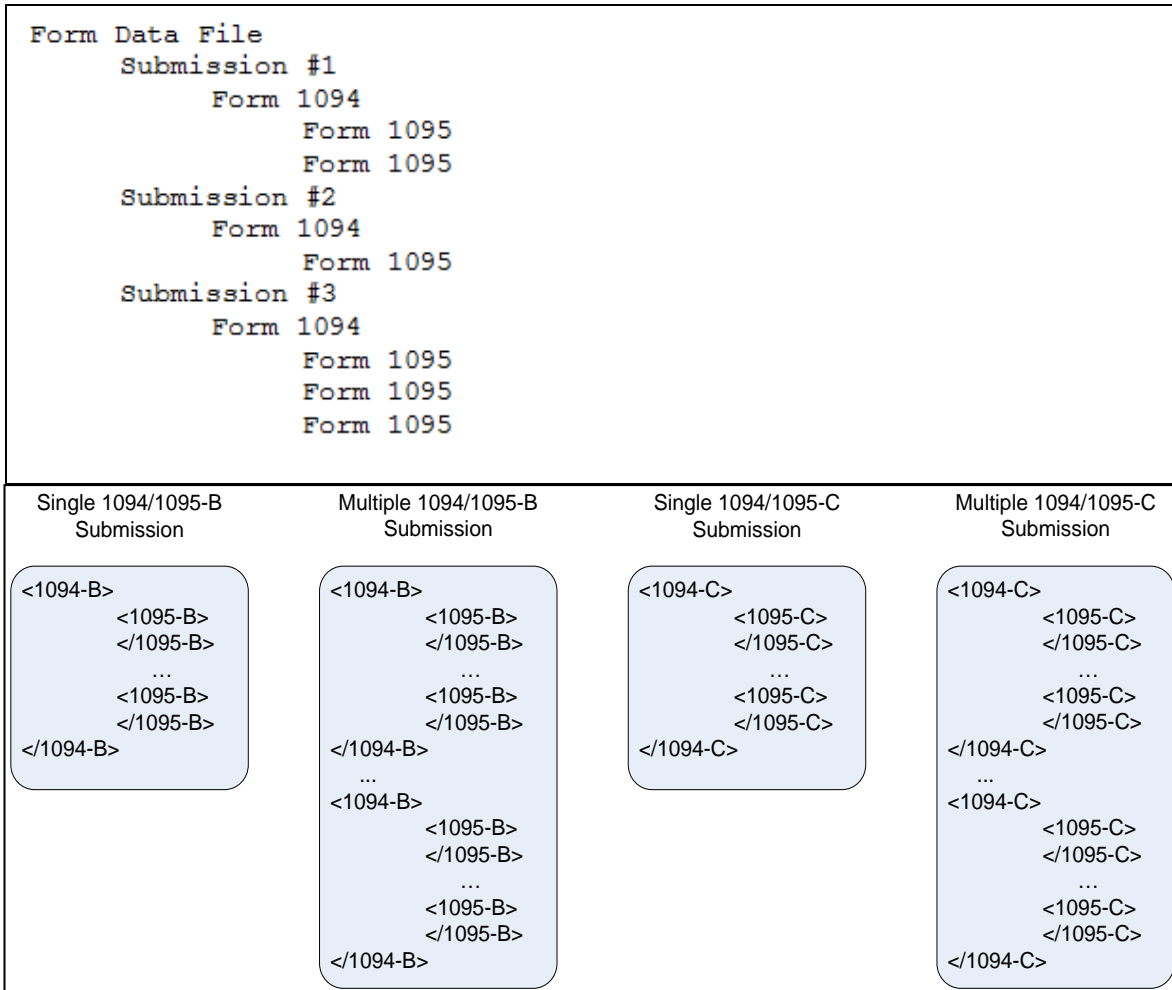 Form Data File
Submission #1
Form 1094
Form 1095
Form 1095
Submission #2
Form 1094
Form 1095
Submission #3
Form 1094
Form 1095
Form 1095
Form 1095
Single 1094/1095-B
Submission
<1094-B>
<1095-B>
</1095-B>
…
<1095-B>
</1095-B>
</1094-B>
Multiple 1094/1095-B
Submission
<1094-B>
<1095-B>
</1095-B>
…
<1095-B>
</1095-B>
</1094-B>
...
<1094-B>
<1095-B>
</1095-B>
…
<1095-B>
</1095-B>
</1094-B>
Single 1094/1095-C
Submission
<1094-C>
<1095-C>
</1095-C>
…
<1095-C>
</1095-C>
</1094-C>
Multiple 1094/1095-C
Submission
<1094-C>
<1095-C>
</1095-C>
…
<1095-C>
</1095-C>
</1094-C>
...
<1094-C>
<1095-C>
</1095-C>
…
<1095-C>
</1095-C>
</1094-C>